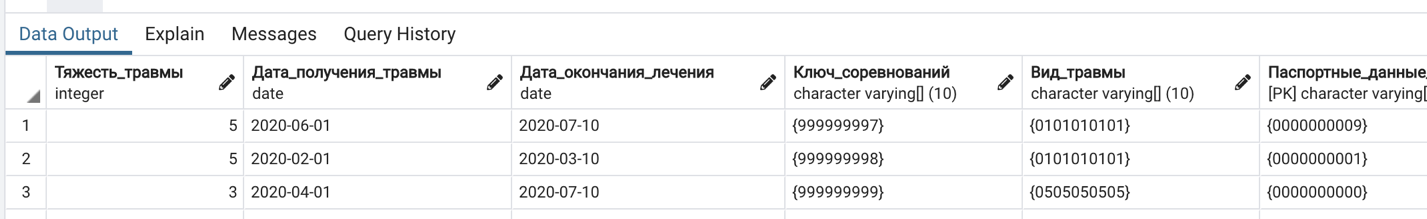 Data Output Explain Messages Query History
Тяжесть_травмы Дата_получения_травмы Дата_окончания_лечения Ключ_соревнований Вид_травмы Паспортные_данные_
integer date date character varying[] (10) character varying[] (10) [PK] character varying[
1 5 2020-06-01 2020-07-10 {999999997} {0101010101} {0000000009}
2 5 2020-02-01 2020-03-10 {999999998} {0101010101} {0000000001}
3 3 2020-04-01 2020-07-10 {999999999} {0505050505} {0000000000}